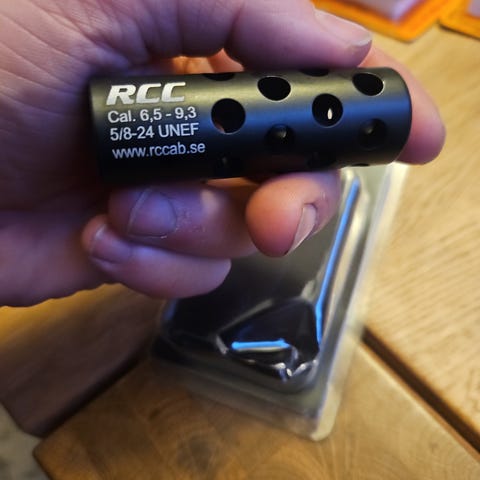 RCC
Cal. 6,5 - 9,3
5/8-24 UNEF
www.rccab.se